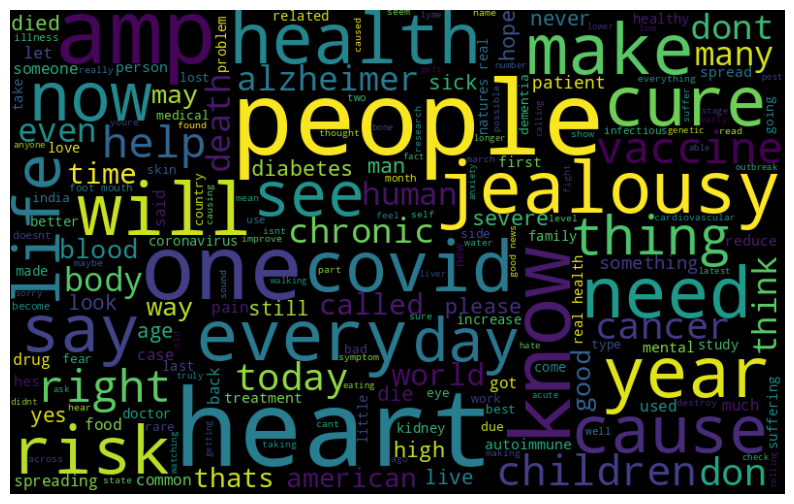 died
amp
health
related
seem
lyme
name
caused
never
hope
make
dont
illness
let
problem
real
healthy
lower
low
number
many
someone
really
person
lost
alzheimer
sick
natures
spread
everything
post
take
now
may
death
people
patient
dementia
calling
suffer
stage
early
cure
going
even
medical
youre
found
two
thought
bone
research
possible
longer
show
infectious
genetic
read
anyone
love
help
fact
able
vaccine
time
diabetes
man
first
march
anxiety
fight
outbreak
life
foot mouth
skin
month
india
said
country
causing
will
see
human
jealousy
mean
feel
self
severe
level
cardiovascular
better
use
isnt
chronic
side
water
family
good news
thing
reduce
doesnt
maybe
blood
coronavirus
improve
new
something
latest
made
body
one
part
liver
covid
sorry
become
sound
walking
need
think
look
way
still
pain
called
sure
please
know
real health
say
age
increase
cancer
drug
fear
case
last
every
day
bad
symptom
hate
type
mental
study
hes
truly
eating
world
got
come
good
year
right
back
today
die
eye
work
best
acute
used
much
didnt
ask
hear
yes
doctor
treatment
little
due
making
destroy
suffering
food
rare
getting
cant
kidney
autoimmune
well
check
risk
across
watching
heart
taking
high
cause
telling
spreading
state
common
thats
american
ago
live
children
don